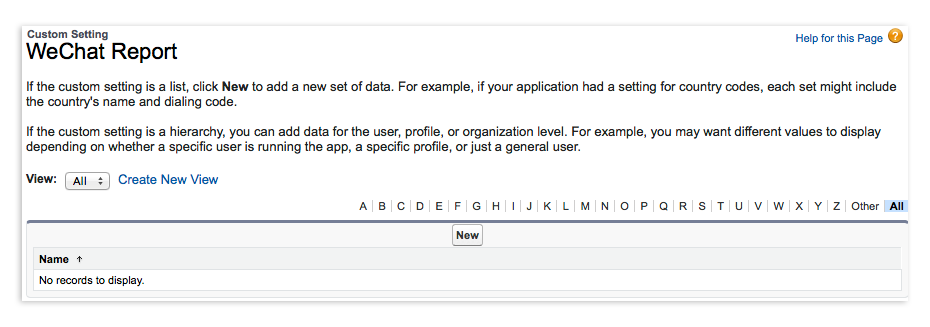 Custom Setting
WeChat Report
Help for this Page ?
If the custom setting is a list, click New to add a new set of data. For example, if your application had a setting for country codes, each set might include
the country's name and dialing code.
If the custom setting is a hierarchy, you can add data for the user, profile, or organization level. For example, you may want different values to display
depending on whether a specific user is running the app, a specific profile, or just a general user.
View: All Create New View
A | B | C | D | E | F | G | H | I | J | K | L | M | N | O | P | Q | R | S | T | U | V | W | X | Y | Z | Other | All
New
Name ↑
No records to display.